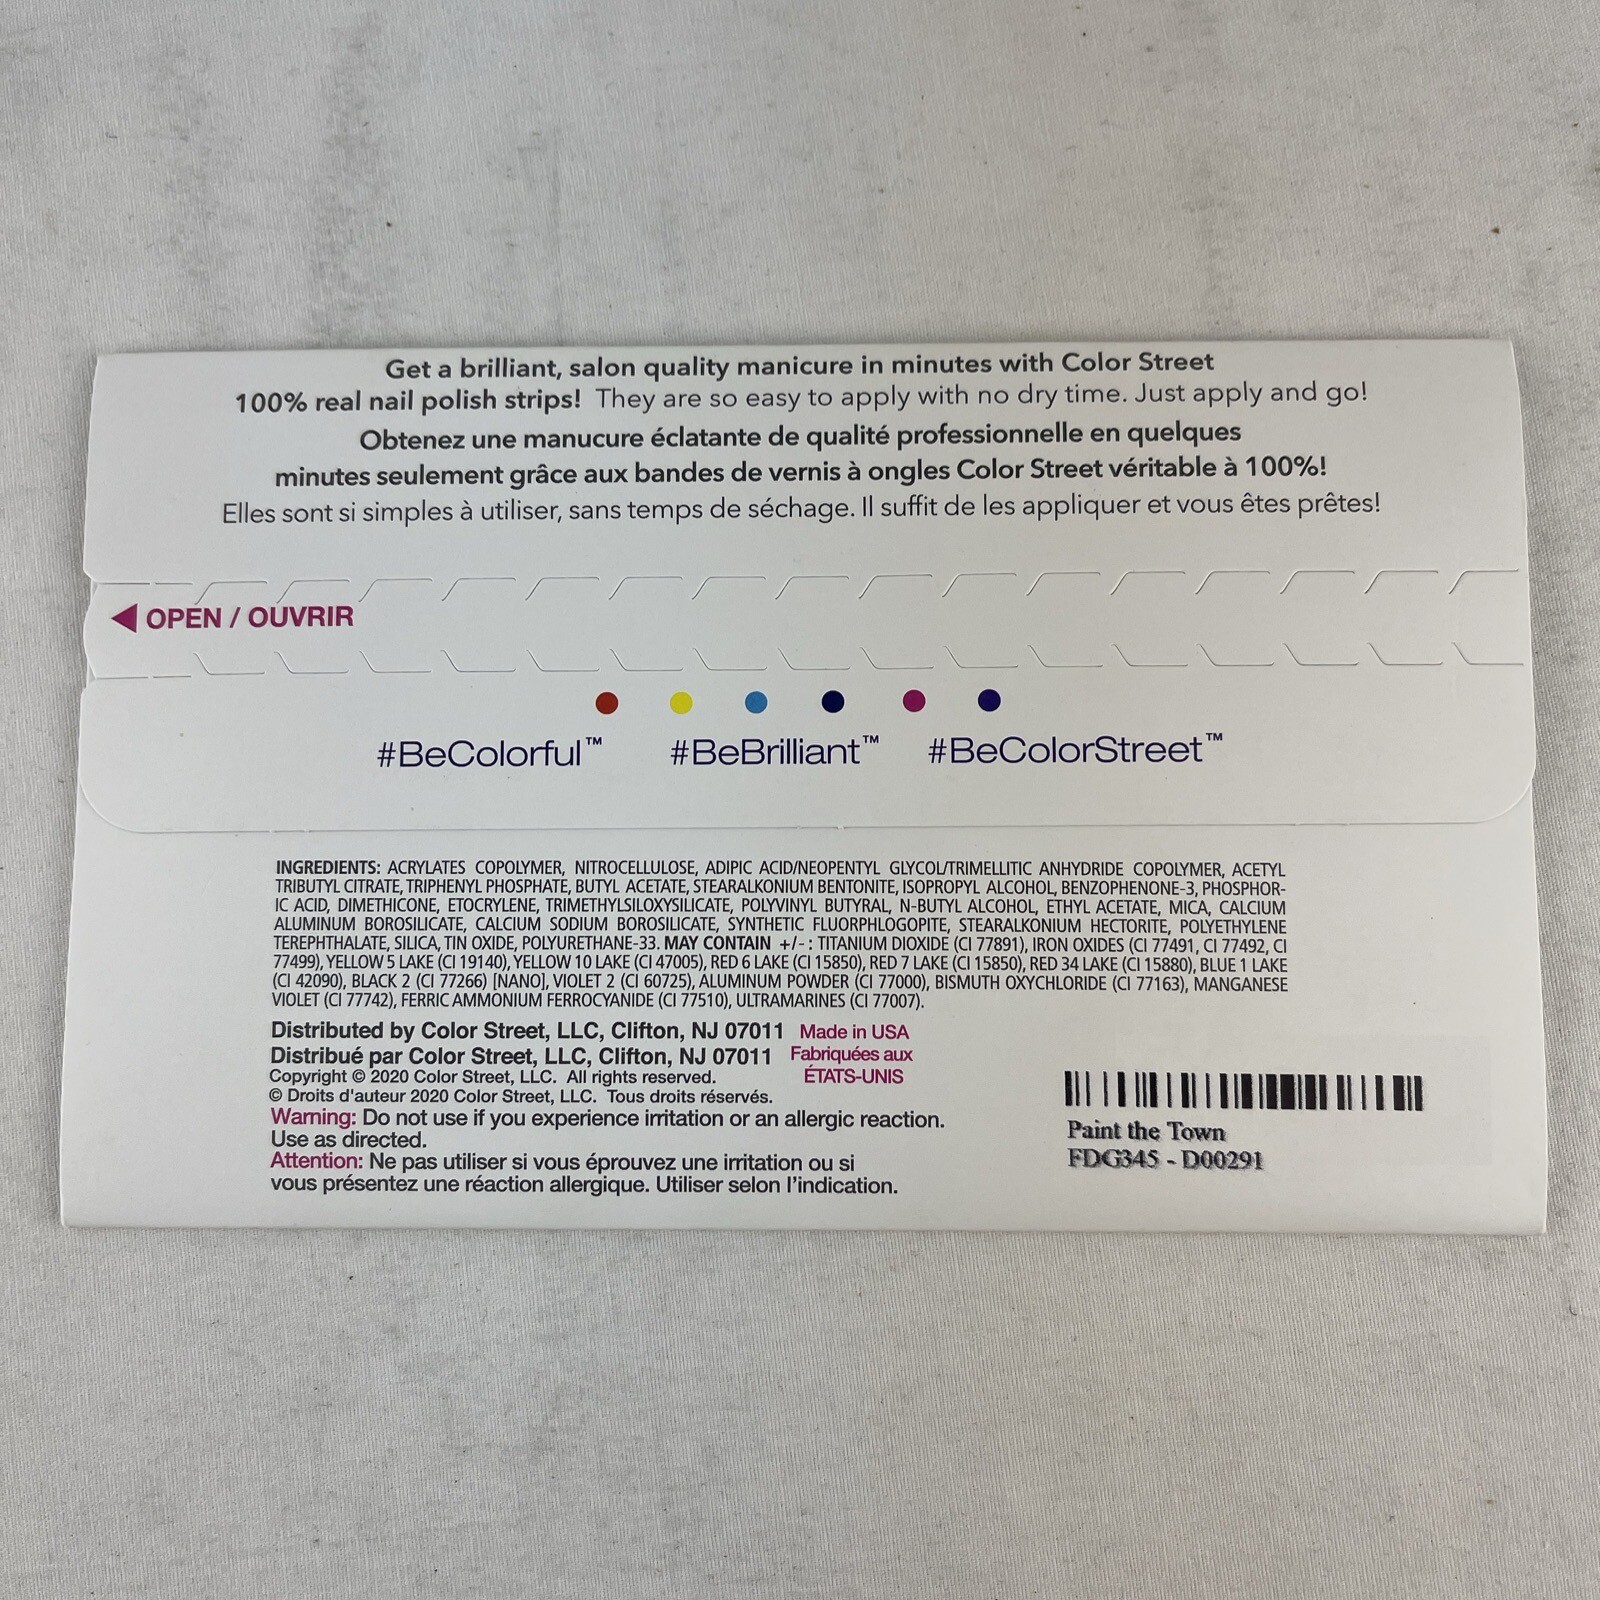 Get a brilliant, salon quality manicure in minutes with Color Street
100% real nail polish strips! They are so easy to apply with no dry time. Just apply and go!
Obtenez une manucure éclatante de qualité professionnelle en quelques
minutes seulement grâce aux bandes de vernis à ongles Color Street véritable à 100%!
Elles sont si simples à utiliser, sans temps de séchage. Il suffit de les appliquer et vous êtes prêtes!
OPEN / OUVRIR
#BeColorful™ #BeBrilliant™ #BeColorStreet™
INGREDIENTS: ACRYLATES COPOLYMER, NITROCELLULOSE, ADIPIC ACID/NEOPENTYL GLYCOL/TRIMELLITIC ANHYDRIDE COPOLYMER, ACETYL
TRIBUTYL CITRATE, TRIPHENYL PHOSPHATE, BUTYL ACETATE, STEARALKONIUM BENTONITE, ISOPROPYL ALCOHOL, BENZOPHENONE-3, PHOSPHOR-
IC ACID, DIMETHICONE, ETOCRYLENE, TRIMETHYLSILOXYSILICATE, POLYVINYL BUTYRAL, N-BUTYL ALCOHOL, ETHYL ACETATE, MICA, CALCIUM
ALUMINUM BOROSILICATE, CALCIUM SODIUM BOROSILICATE, SYNTHETIC FLUORPHLOGOPITE, STEARALKONIUM HECTORITE, POLYETHYLENE
TEREPHTHALATE, SILICA, TIN OXIDE, POLYURETHANE-33. MAY CONTAIN +/- : TITANIUM DIOXIDE (CI 77891), IRON OXIDES (CI 77491, CI 77492, CI
77499), YELLOW 5 LAKE (CI 19140), YELLOW 10 LAKE (CI 47005), RED 6 LAKE (CI 15850), RED 7 LAKE (CI 15850), RED 34 LAKE (CI 15880), BLUE 1 LAKE
(CI 42090), BLACK 2 (CI 77266) [NANO], VIOLET 2 (CI 60725), ALUMINUM POWDER (CI 77000), BISMUTH OXYCHLORIDE (CI 77163), MANGANESE
VIOLET (CI 77742), FERRIC AMMONIUM FERROCYANIDE (CI 77510), ULTRAMARINES (CI 77007).
Distributed by Color Street, LLC, Clifton, NJ 07011 Made in USA
Distribué par Color Street, LLC, Clifton, NJ 07011 Fabriquées aux
ÉTATS-UNIS
Copyright © 2020 Color Street, LLC. All rights reserved.
© Droits d'auteur 2020 Color Street, LLC. Tous droits réservés.
Warning: Do not use if you experience irritation or an allergic reaction.
Use as directed.
Attention: Ne pas utiliser si vous éprouvez une irritation ou si
vous présentez une réaction allergique. Utiliser selon l'indication.
Paint the Town
FDG345 - D00291